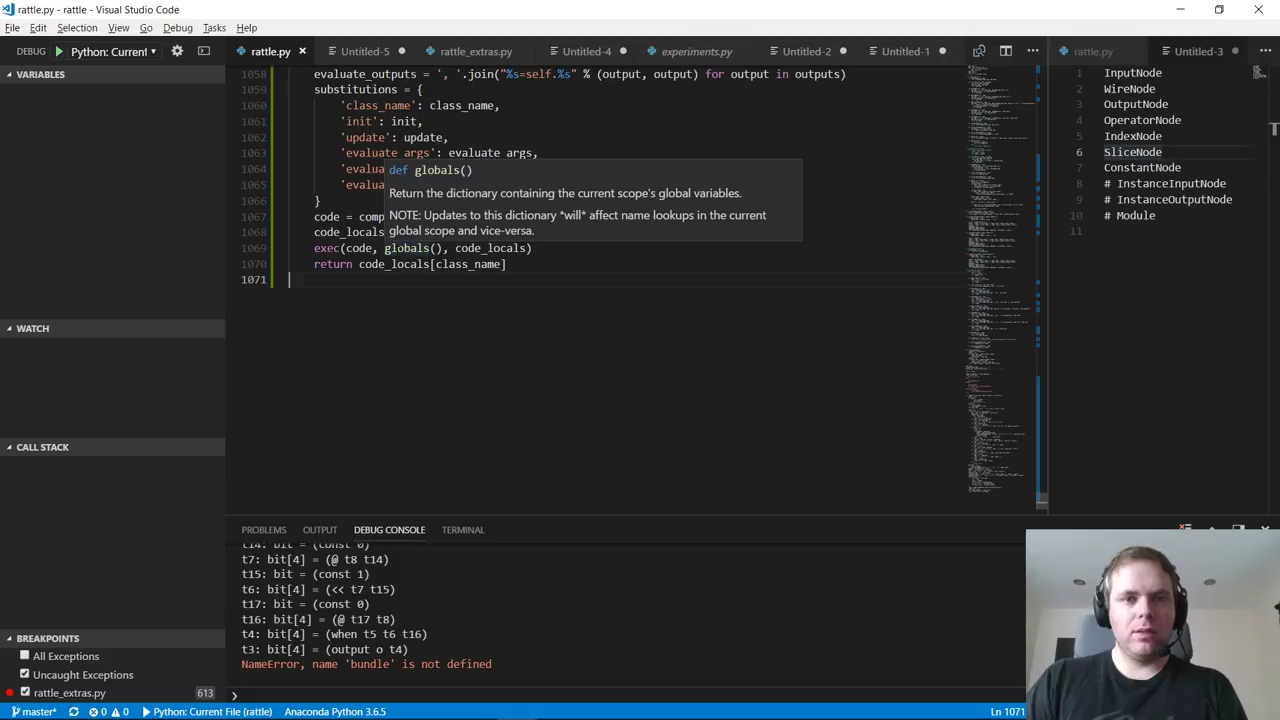 rattle.py - rattle - Visual Studio Code
File Edit Selection View Go Debug Tasks Help
DEBUG Python: Current
rattle.py Untitled-5 rattle_extras.py Untitled-4 experiments.py Untitled-2 Untitled-1 rattle.py Untitled-3
VARIABLES
WATCH
CALL STACK
BREAKPOINTS
All Exceptions
Uncaught Exceptions
rattle_extras.py 613
1058 evaluate_outputs = ', '.join("%s=self.%s" % (output, output) for output in outputs)
1059 substitutions = {
1060 'class_name': class_name,
1061 'init': init,
1062 'update': update,
1063 'evaluate_args': evaluate_args,
1064 'evalua
1065 'evalua
1066 }
1067 code = comp
1068 code_locals
1069 exec(code, globals(), code_locals)
1070 return code_locals[class_name]
1071
def globals()
Return the dictionary containing the current scope's global variables.
NOTE: Updates to this dictionary *will* affect name lookups in the current
global scope and vice-versa.
1 InputNode
2 WireNode
3 OutputNode
4 OperatorNode
5 IndexNode
6 SliceNode
7 ConstantNode
8 # InstanceInputNode
9 # InstanceOutputNode
10 # Module
11
PROBLEMS OUTPUT DEBUG CONSOLE TERMINAL
t14: bit = (const 0)
t7: bit[4] = (@ t8 t14)
t15: bit = (const 1)
t6: bit[4] = (<< t7 t15)
t17: bit = (const 0)
t16: bit[4] = (@ t17 t8)
t4: bit[4] = (when t5 t6 t16)
t3: bit[4] = (output o t4)
NameError, name 'bundle' is not defined
master* 0 0 Python: Current File (rattle) Anaconda Python 3.6.5 Ln 1071